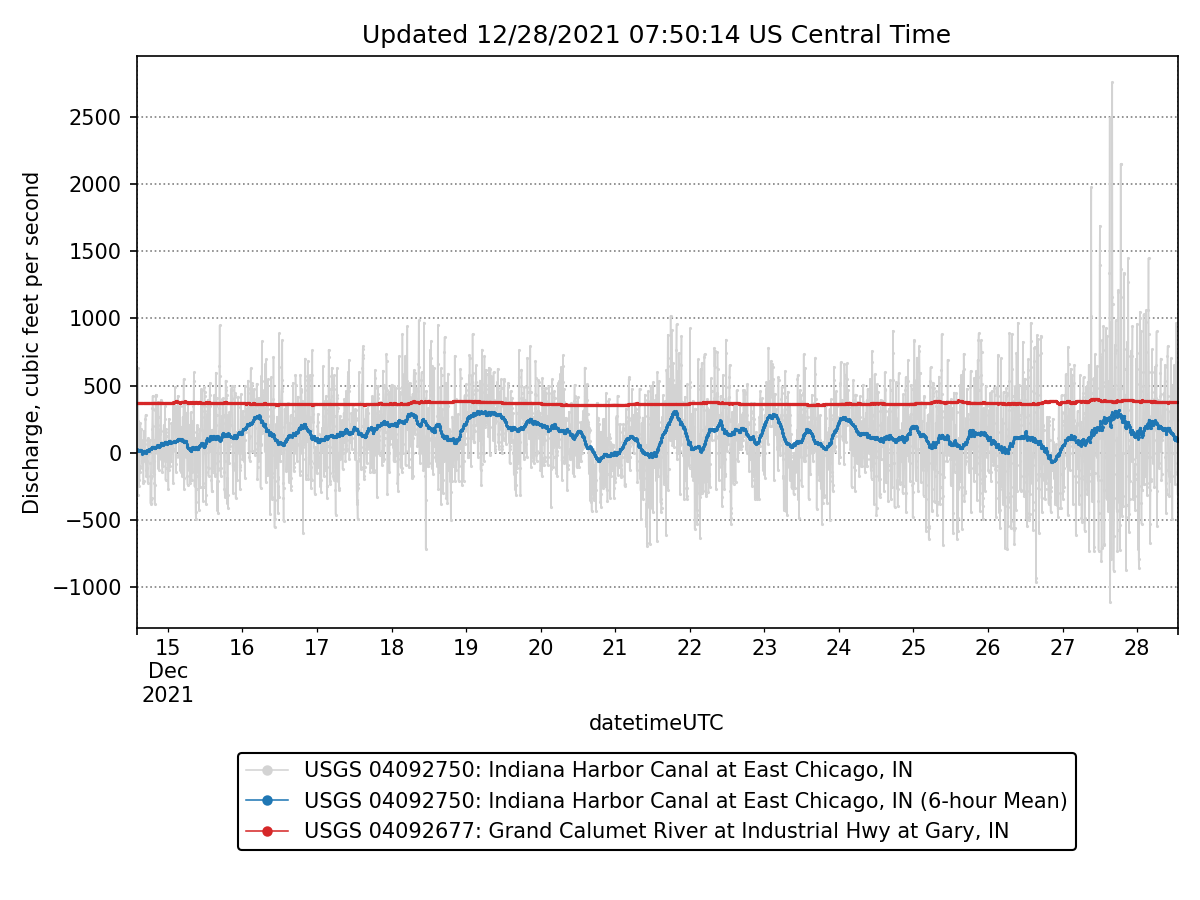 Updated 12/28/2021 07:50:14 US Central Time
Discharge, cubic feet per second
2500
2000
1500
1000
500
0
−500
−1000
15 16 17 18 19 20 21 22 23 24 25 26 27 28
Dec
2021
datetimeUTC
USGS 04092750: Indiana Harbor Canal at East Chicago, IN
USGS 04092750: Indiana Harbor Canal at East Chicago, IN (6-hour Mean)
USGS 04092677: Grand Calumet River at Industrial Hwy at Gary, IN